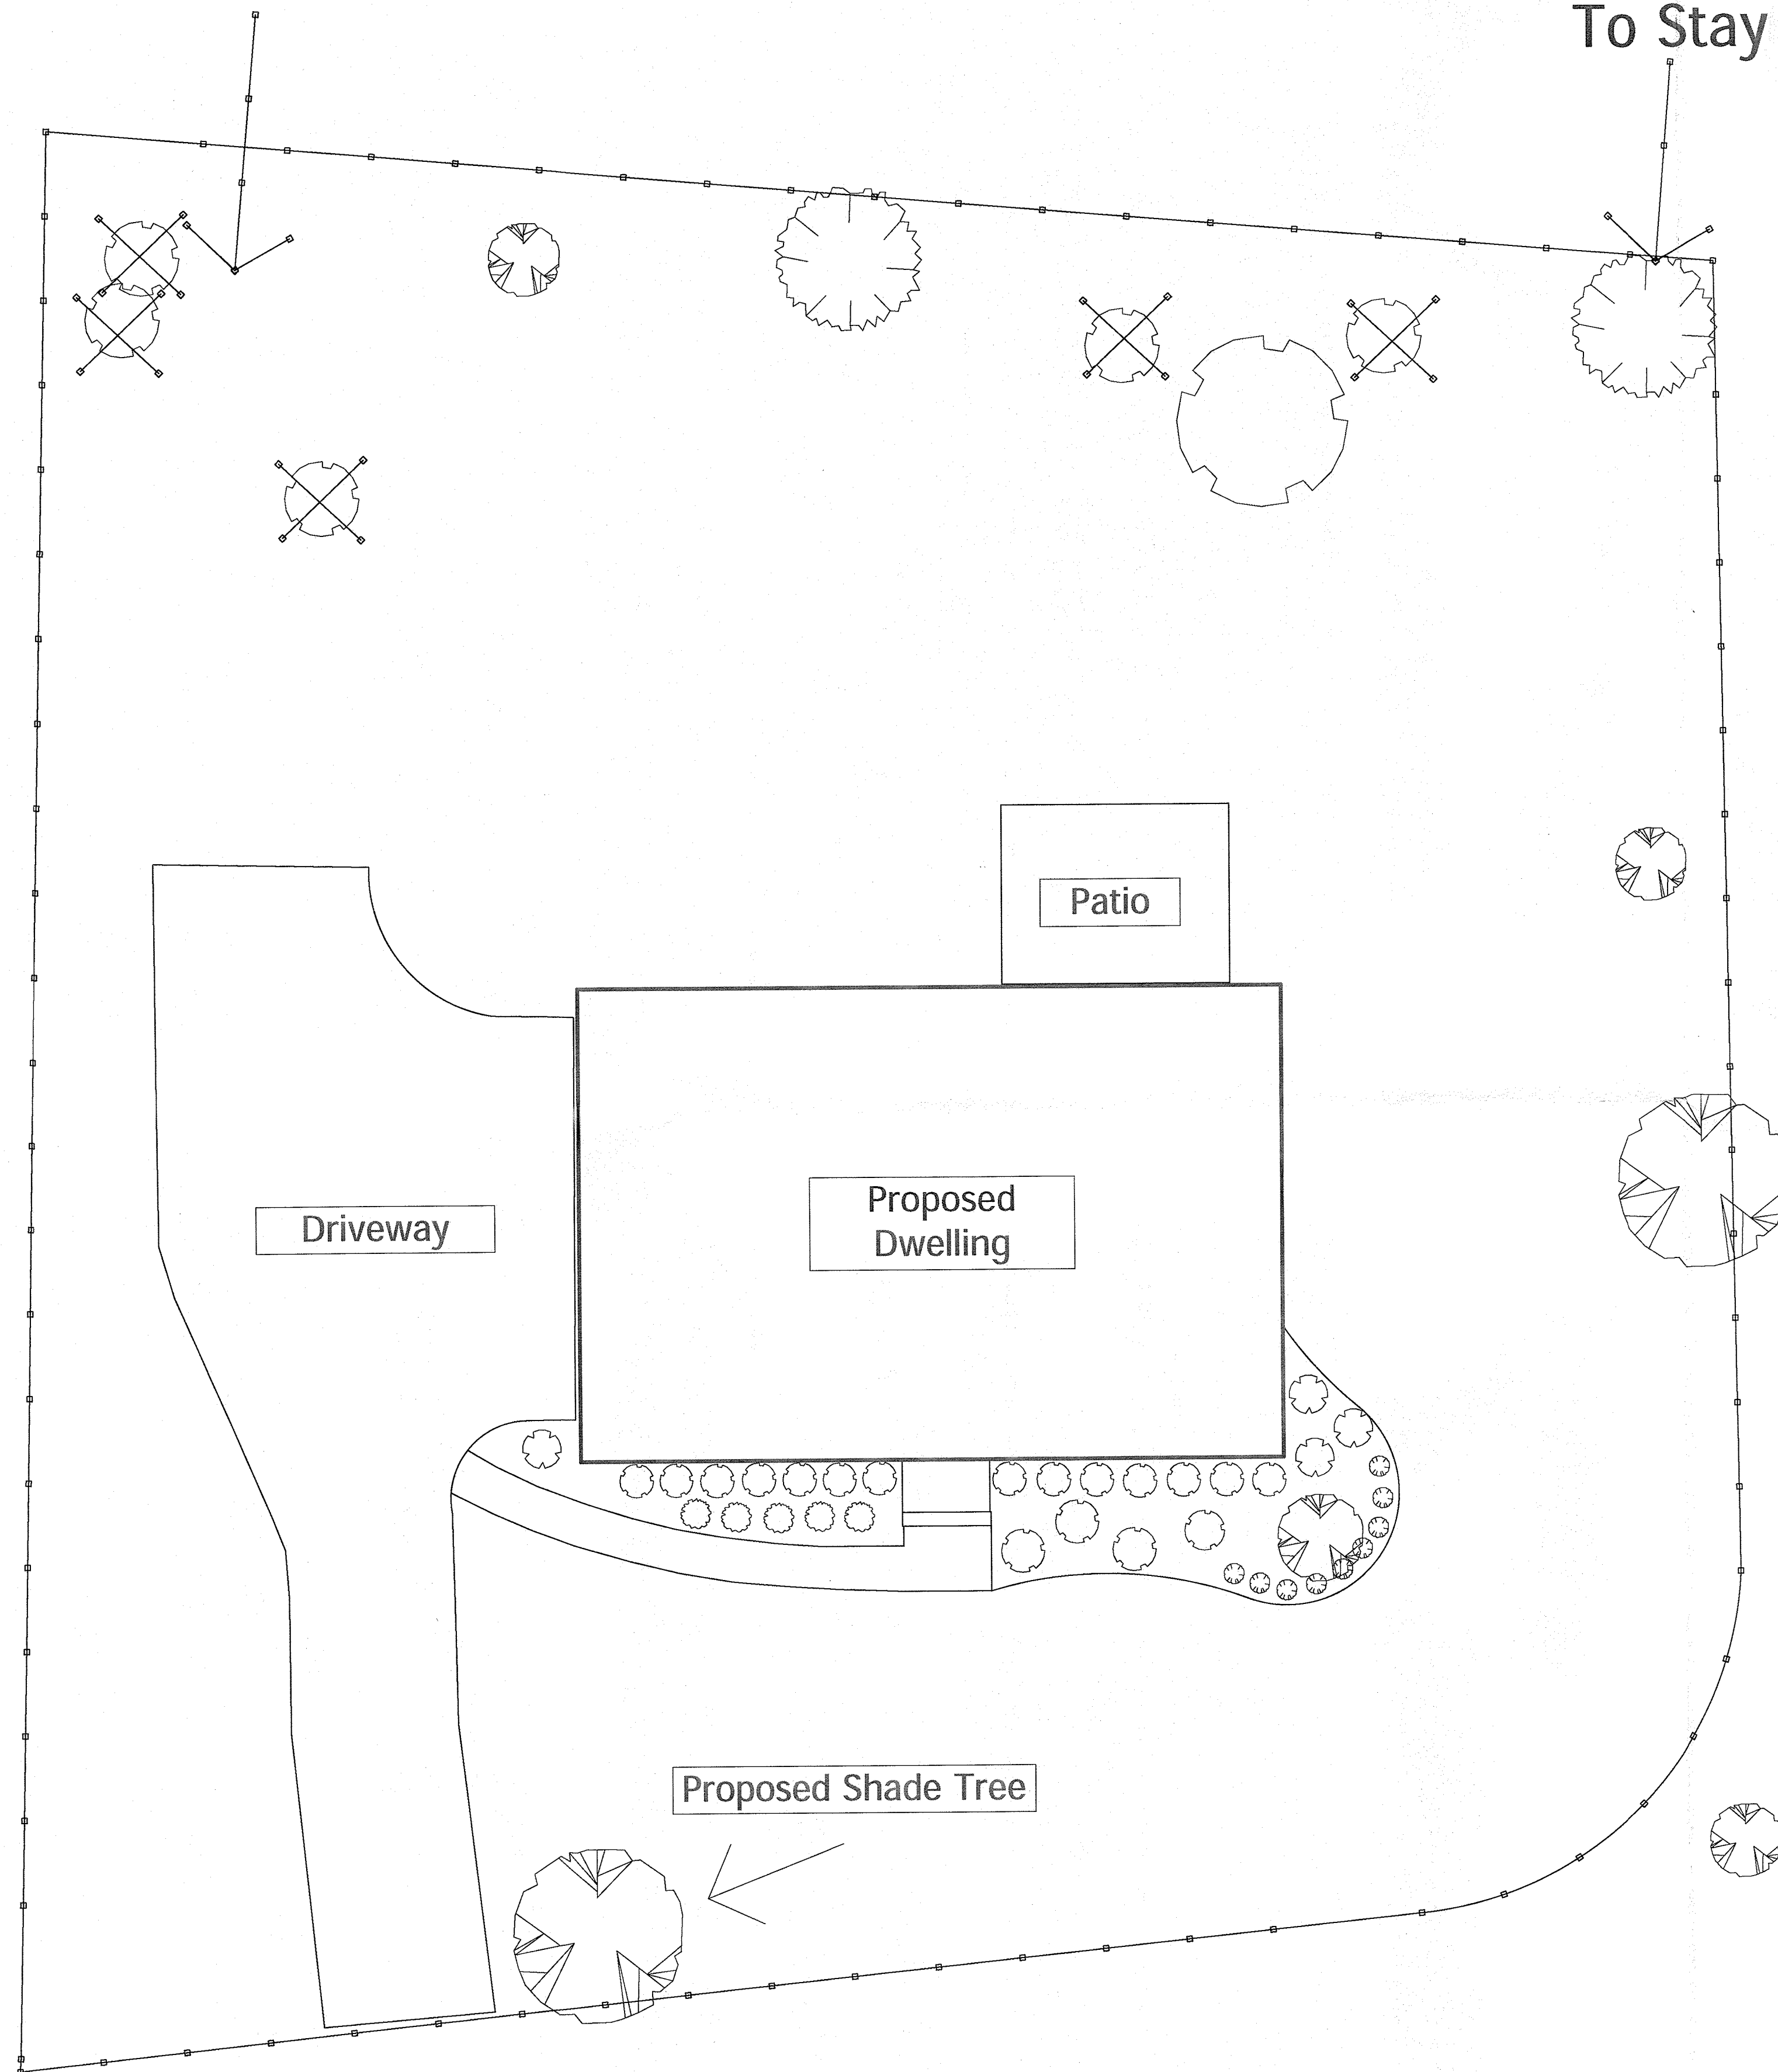 To Stay
Patio
Driveway
Proposed
Dwelling
Proposed Shade Tree